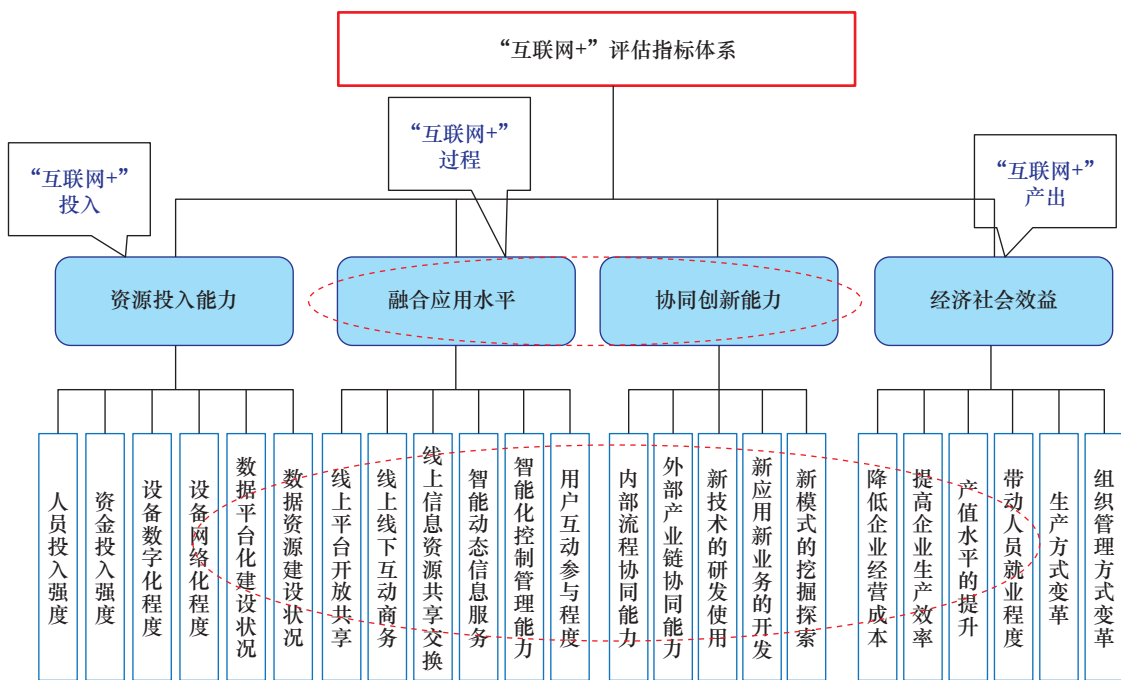 “互联网+”评估指标体系
“互联网+”
过程
“互联网+”
投入
“互联网+”
产出
资源投入能力
融合应用水平
协同创新能力
经济社会效益
人员投入强度
资金投入强度
设备数字化程度
设备网络化程度
数据平台化建设状况
数据资源建设状况
线上平台开放共享
线上线下互动商务
线上信息资源共享交换
智能动态信息服务
智能化控制管理能力
用户互动参与程度
内部流程协同能力
外部产业链协同能力
新技术的研发使用
新应用新业务的开发
新模式的挖掘探索
降低企业经营成本
提高企业生产效率
产值水平的提升
带动人员就业程度
生产方式变革
组织管理方式变革